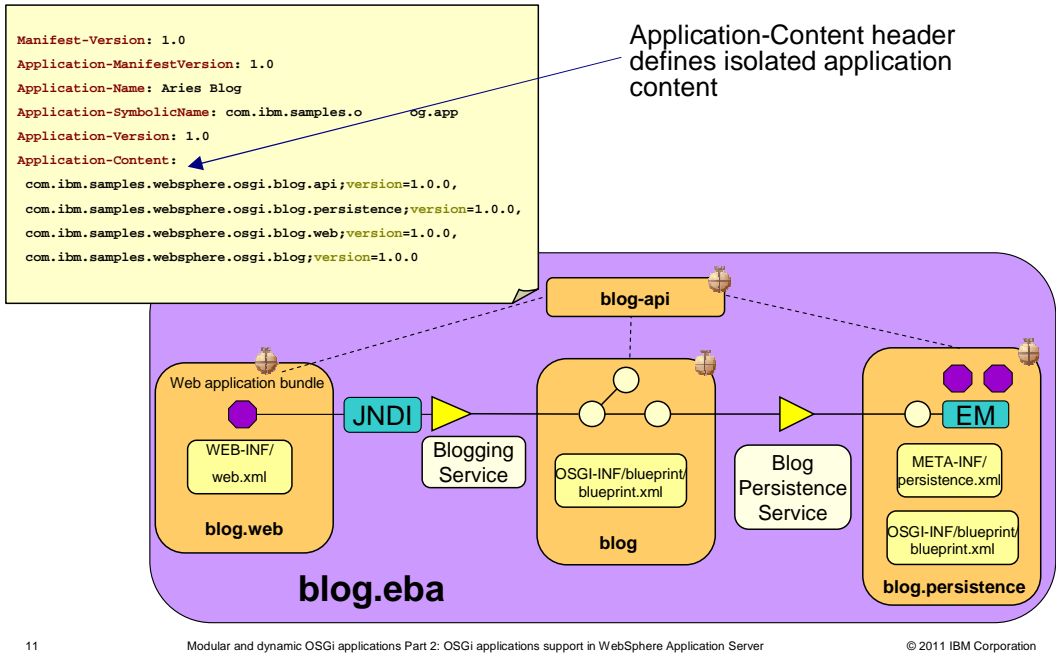 Manifest-Version: 1.0
Application-ManifestVersion: 1.0
Application-Name: Aries Blog
Application-SymbolicName: com.ibm.samples.o og.app
Application-Version: 1.0
Application-Content:
com.ibm.samples.websphere.osgi.blog.api;version=1.0.0,
com.ibm.samples.websphere.osgi.blog.persistence;version=1.0.0,
com.ibm.samples.websphere.osgi.blog.web;version=1.0.0,
com.ibm.samples.websphere.osgi.blog;version=1.0.0
Application-Content header
defines isolated application
content
blog-api
Web application bundle
WEB-INF/
web.xml
blog.web
JNDI
Blogging
Service
OSGI-INF/blueprint/
blueprint.xml
blog
Blog
Persistence
Service
EM
META-INF/
persistence.xml
OSGI-INF/blueprint/
blueprint.xml
blog.persistence
blog.eba
11
Modular and dynamic OSGi applications Part 2: OSGi applications support in WebSphere Application Server
© 2011 IBM Corporation